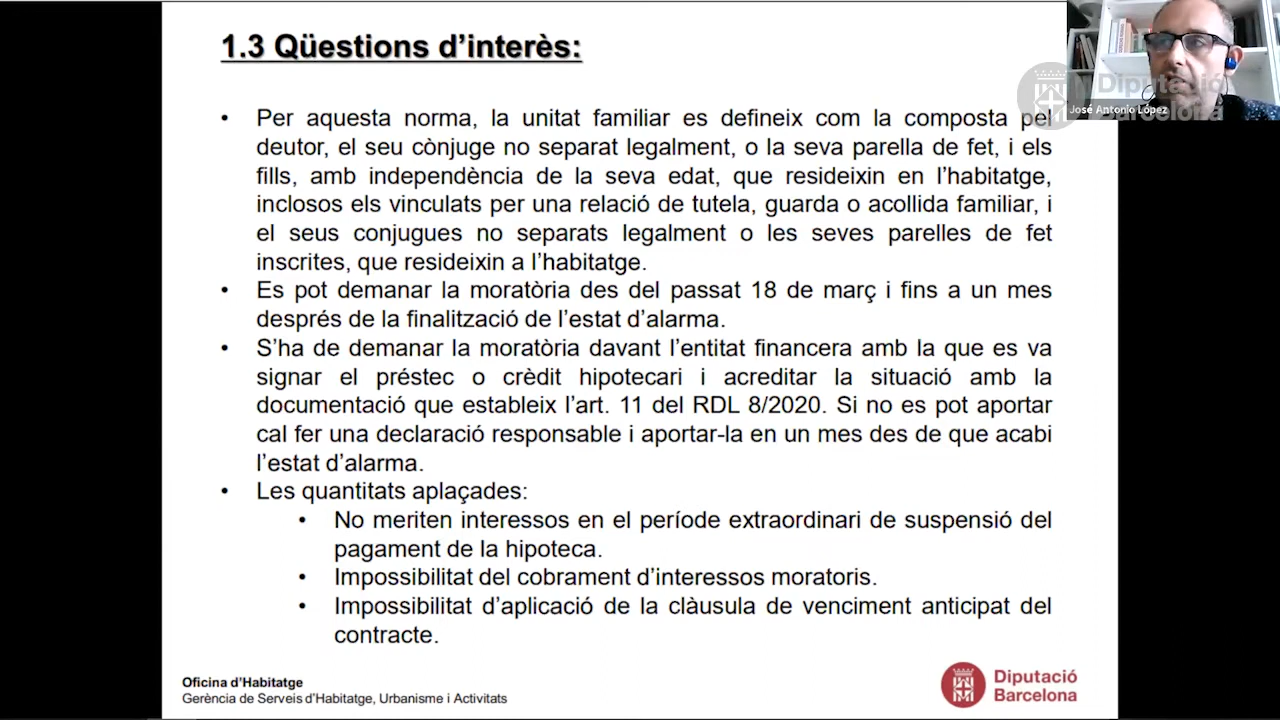 1.3 Qüestions d’interès:
Diputació
Barcelona
José Antonio López
• Per aquesta norma, la unitat familiar es defineix com la composta pel
deutor, el seu cònjuge no separat legalment, o la seva parella de fet, i els
fills, amb independència de la seva edat, que resideixin en l’habitatge,
inclosos els vinculats per una relació de tutela, guarda o acollida familiar, i
el seus conjugues no separats legalment o les seves parelles de fet
inscrites, que resideixin a l’habitatge.
• Es pot demanar la moratòria des del passat 18 de març i fins a un mes
després de la finalització de l’estat d’alarma.
• S’ha de demanar la moratòria davant l’entitat financera amb la que es va
signar el préstec o crèdit hipotecari i acreditar la situació amb la
documentació que estableix l’art. 11 del RDL 8/2020. Si no es pot aportar
cal fer una declaració responsable i aportar-la en un mes des de que acabi
l’estat d’alarma.
• Les quantitats aplaçades:
• No meriten interessos en el període extraordinari de suspensió del
pagament de la hipoteca.
• Impossibilitat del cobrament d’interessos moratoris.
• Impossibilitat d’aplicació de la clàusula de venciment anticipat del
contracte.
Oficina d’Habitatge
Gerència de Serveis d’Habitatge, Urbanisme i Activitats
Diputació
Barcelona